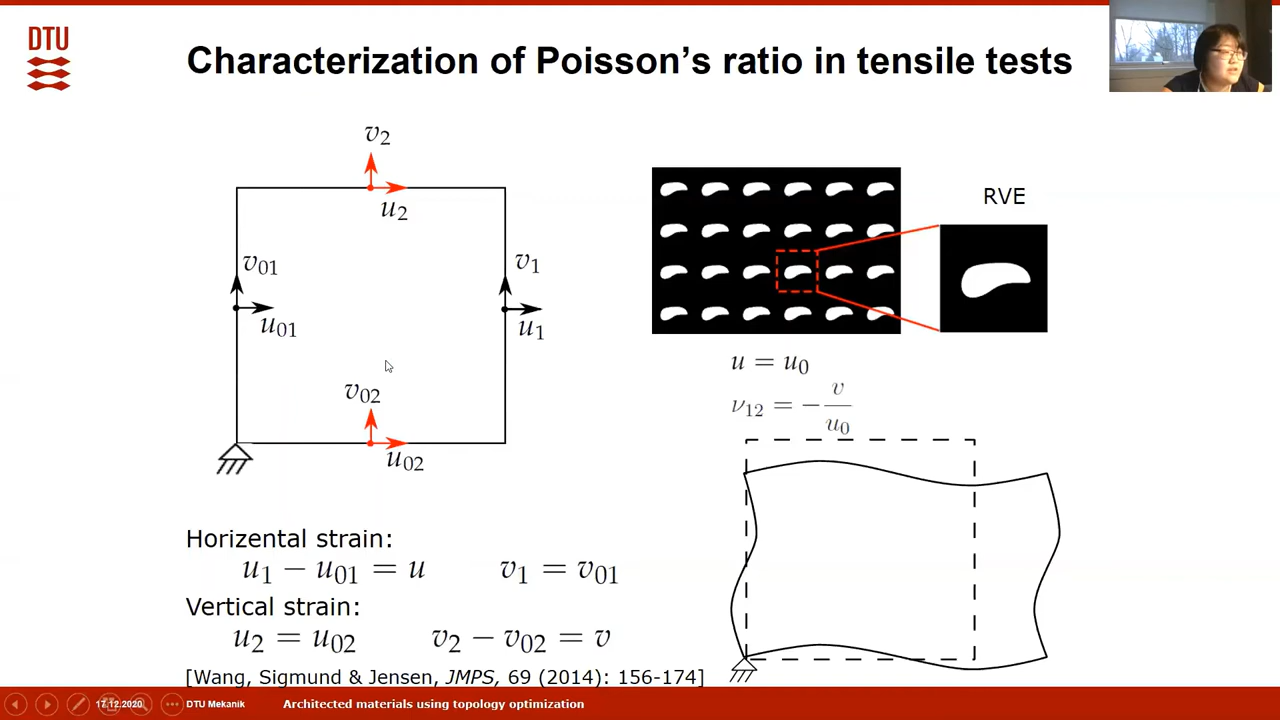 DTU
Characterization of Poisson’s ratio in tensile tests
v2
u2
v01
u01
v1
u1
v02
u02
RVE
u = u0
ν12 = − v / u0
Horizental strain:
u1 − u01 = u v1 = v01
Vertical strain:
u2 = u02 v2 − v02 = v
[Wang, Sigmund & Jensen, JMPS, 69 (2014): 156-174]
17.12.2020 DTU Mekanik Architected materials using topology optimization